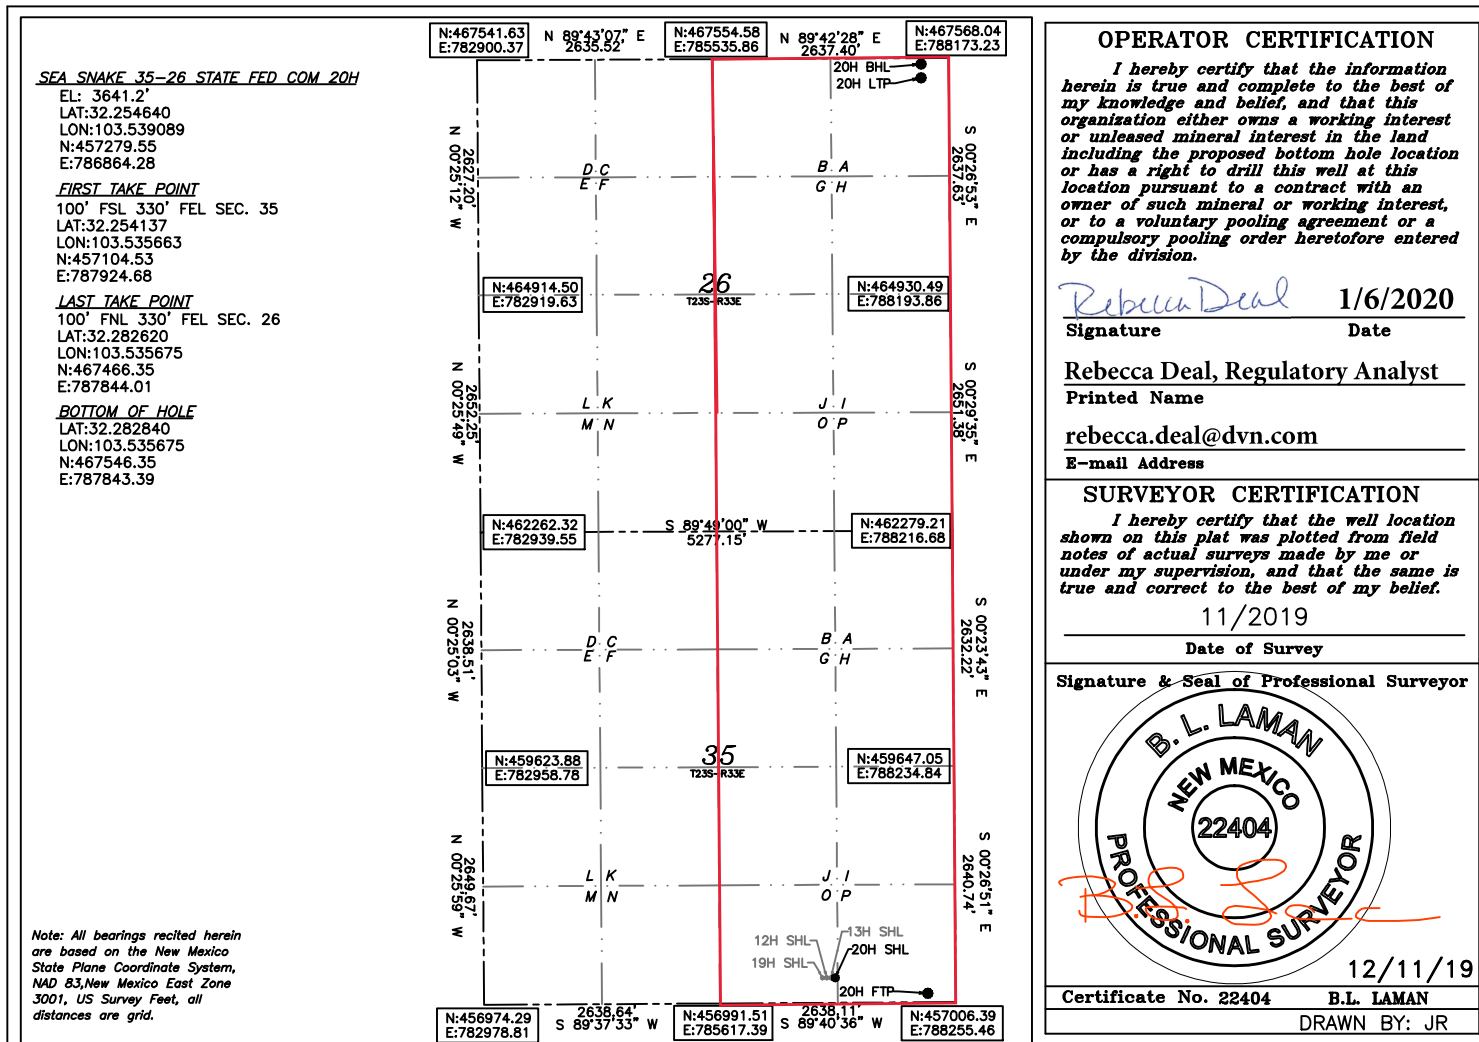 SEA SNAKE 35-26 STATE FED COM 20H
EL: 3641.2'
LAT:32.254640
LON:103.539089
N:457279.55
E:786864.28
FIRST TAKE POINT
100' FSL 330' FEL SEC. 35
LAT:32.254137
LON:103.535663
N:457104.53
E:787924.68
LAST TAKE POINT
100' FNL 330' FEL SEC. 26
LAT:32.282620
LON:103.535675
N:467466.35
E:787844.01
BOTTOM OF HOLE
LAT:32.282840
LON:103.535675
N:467546.35
E:787843.39
Note: All bearings recited herein
are based on the New Mexico
State Plane Coordinate System,
NAD 83,New Mexico East Zone
3001, US Survey Feet, all
distances are grid.
N:467541.63
E:782900.37
N 89°43'07" E
2635.52'
N:467554.58
E:785535.86
N 89°42'28" E
2637.40'
N:467568.04
E:788173.23
20H BHL
20H LTP
N 00°25'12" W
2627.20'
D C
E F
B A
G H
S 00°26'53" E
2637.63'
N:464914.50
E:782919.63
26
T23S-R33E
N:464930.49
E:788193.86
N 00°25'49" W
2652.25'
L K
M N
J I
O P
S 00°29'35" E
2651.38'
N:462262.32
E:782939.55
S 89°49'00" W
5277.15'
N:462279.21
E:788216.68
N 00°25'03" W
2638.51'
D C
E F
B A
G H
S 00°23'43" E
2632.22'
N:459623.88
E:782958.78
35
T23S-R33E
N:459647.05
E:788234.84
N 00°25'59" W
2649.67'
L K
M N
J I
O P
S 00°26'51" E
2640.74'
12H SHL
13H SHL
19H SHL
20H SHL
20H FTP
N:456974.29
E:782978.81
2638.64'
S 89°37'33" W
N:456991.51
E:785617.39
2638.11'
S 89°40'36" W
N:457006.39
E:788255.46
OPERATOR CERTIFICATION
I hereby certify that the information
herein is true and complete to the best of
my knowledge and belief, and that this
organization either owns a working interest
or unleased mineral interest in the land
including the proposed bottom hole location
or has a right to drill this well at this
location pursuant to a contract with an
owner of such mineral or working interest,
or to a voluntary pooling agreement or a
compulsory pooling order heretofore entered
by the division.
Rebecca Deal 1/6/2020
Signature Date
Rebecca Deal, Regulatory Analyst
Printed Name
rebecca.deal@dvn.com
E-mail Address
SURVEYOR CERTIFICATION
I hereby certify that the well location
shown on this plat was plotted from field
notes of actual surveys made by me or
under my supervision, and that the same is
true and correct to the best of my belief.
11/2019
Date of Survey
Signature & Seal of Professional Surveyor
B. L. LAMAN
NEW MEXICO
22404
PROFESSIONAL SURVEYOR
12/11/19
Certificate No. 22404 B.L. LAMAN
DRAWN BY: JR